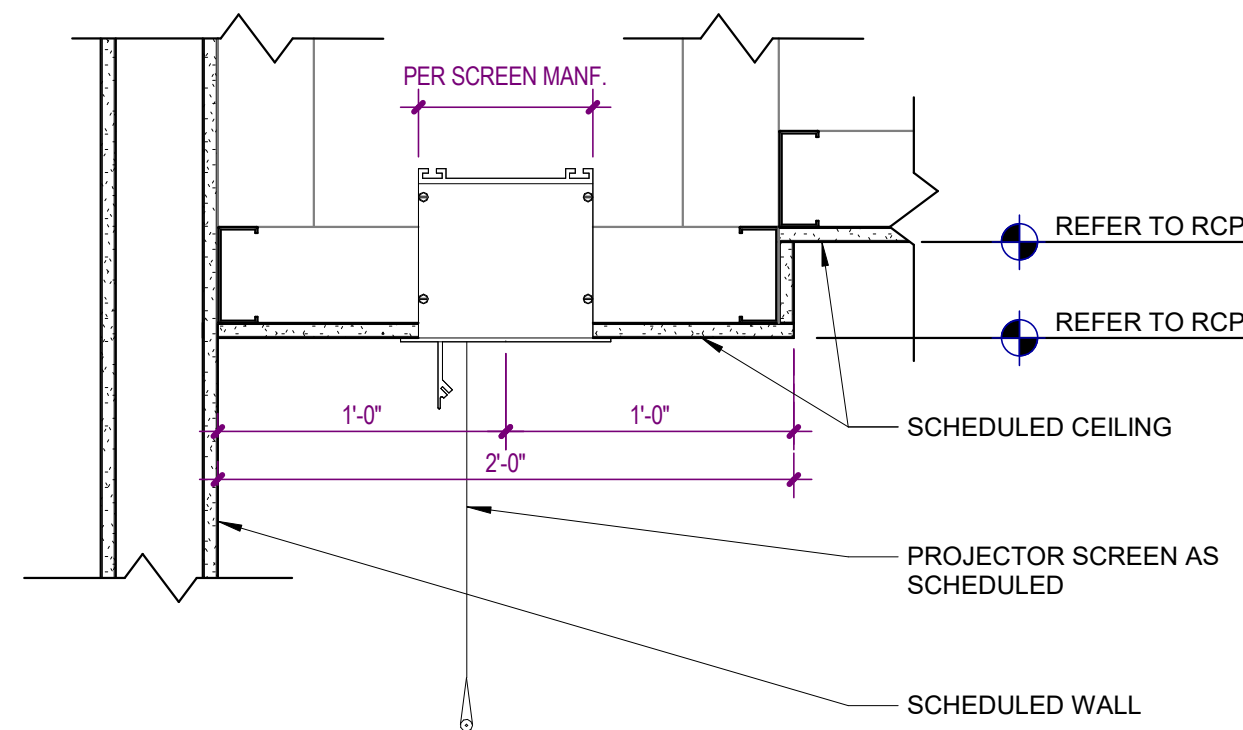 PER SCREEN MANF.
REFER TO RCP
REFER TO RCP
1'-0"
1'-0"
SCHEDULED CEILING
2'-0"
PROJECTOR SCREEN AS
SCHEDULED
SCHEDULED WALL